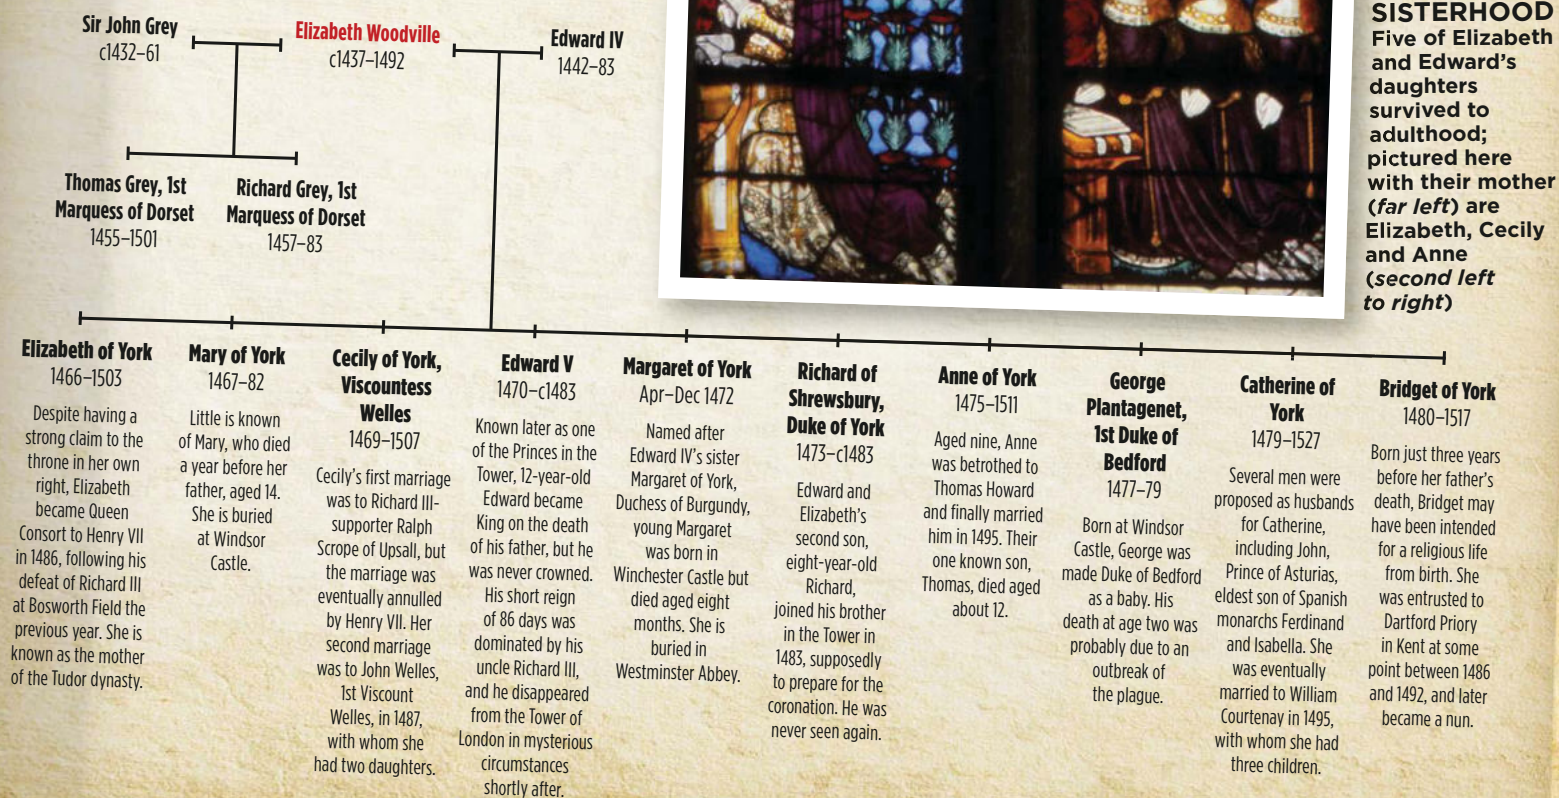 Sir John Grey
c1432–61
Elizabeth Woodville
c1437–1492
Edward IV
1442–83
Thomas Grey, 1st
Marquess of Dorset
1455–1501
Richard Grey, 1st
Marquess of Dorset
1457–83
SISTERHOOD
Five of Elizabeth
and Edward's
daughters
survived to
adulthood;
pictured here
with their mother
(far left) are
Elizabeth, Cecily
and Anne
(second left
to right)
Elizabeth of York
1466–1503
Despite having a
strong claim to the
throne in her own
right, Elizabeth
became Queen
Consort to Henry VII
in 1486, following his
defeat of Richard III
at Bosworth Field the
previous year. She is
known as the mother
of the Tudor dynasty.
Mary of York
1467–82
Little is known
of Mary, who died
a year before her
father, aged 14.
She is buried
at Windsor
Castle.
Cecily of York,
Viscountess
Welles
1469–1507
Cecily's first marriage
was to Richard III-
supporter Ralph
Scrope of Upsall, but
the marriage was
eventually annulled
by Henry VII. Her
second marriage
was to John Welles,
1st Viscount
Welles, in 1487,
with whom she
had two daughters.
Edward V
1470–c1483
Known later as one
of the Princes in the
Tower, 12-year-old
Edward became
King on the death
of his father, but he
was never crowned.
His short reign
of 86 days was
dominated by his
uncle Richard III,
and he disappeared
from the Tower of
London in mysterious
circumstances
shortly after.
Margaret of York
Apr–Dec 1472
Named after
Edward IV's sister
Margaret of York,
Duchess of Burgundy,
young Margaret
was born in
Winchester Castle but
died aged eight
months. She is
buried in
Westminster Abbey.
Richard of
Shrewsbury,
Duke of York
1473–c1483
Edward and
Elizabeth's
second son,
eight-year-old
Richard,
joined his brother
in the Tower in
1483, supposedly
to prepare for the
coronation. He was
never seen again.
Anne of York
1475–1511
Aged nine, Anne
was betrothed to
Thomas Howard
and finally married
him in 1495. Their
one known son,
Thomas, died aged
about 12.
George
Plantagenet,
1st Duke of
Bedford
1477–79
Born at Windsor
Castle, George was
made Duke of Bedford
as a baby. His
death at age two was
probably due to an
outbreak of
the plague.
Catherine of
York
1479–1527
Several men were
proposed as husbands
for Catherine,
including John,
Prince of Asturias,
eldest son of Spanish
monarchs Ferdinand
and Isabella. She
was eventually
married to William
Courtenay in 1495,
with whom she had
three children.
Bridget of York
1480–1517
Born just three years
before her father's
death, Bridget may
have been intended
for a religious life
from birth. She
was entrusted to
Dartford Priory
in Kent at some
point between 1486
and 1492, and later
became a nun.